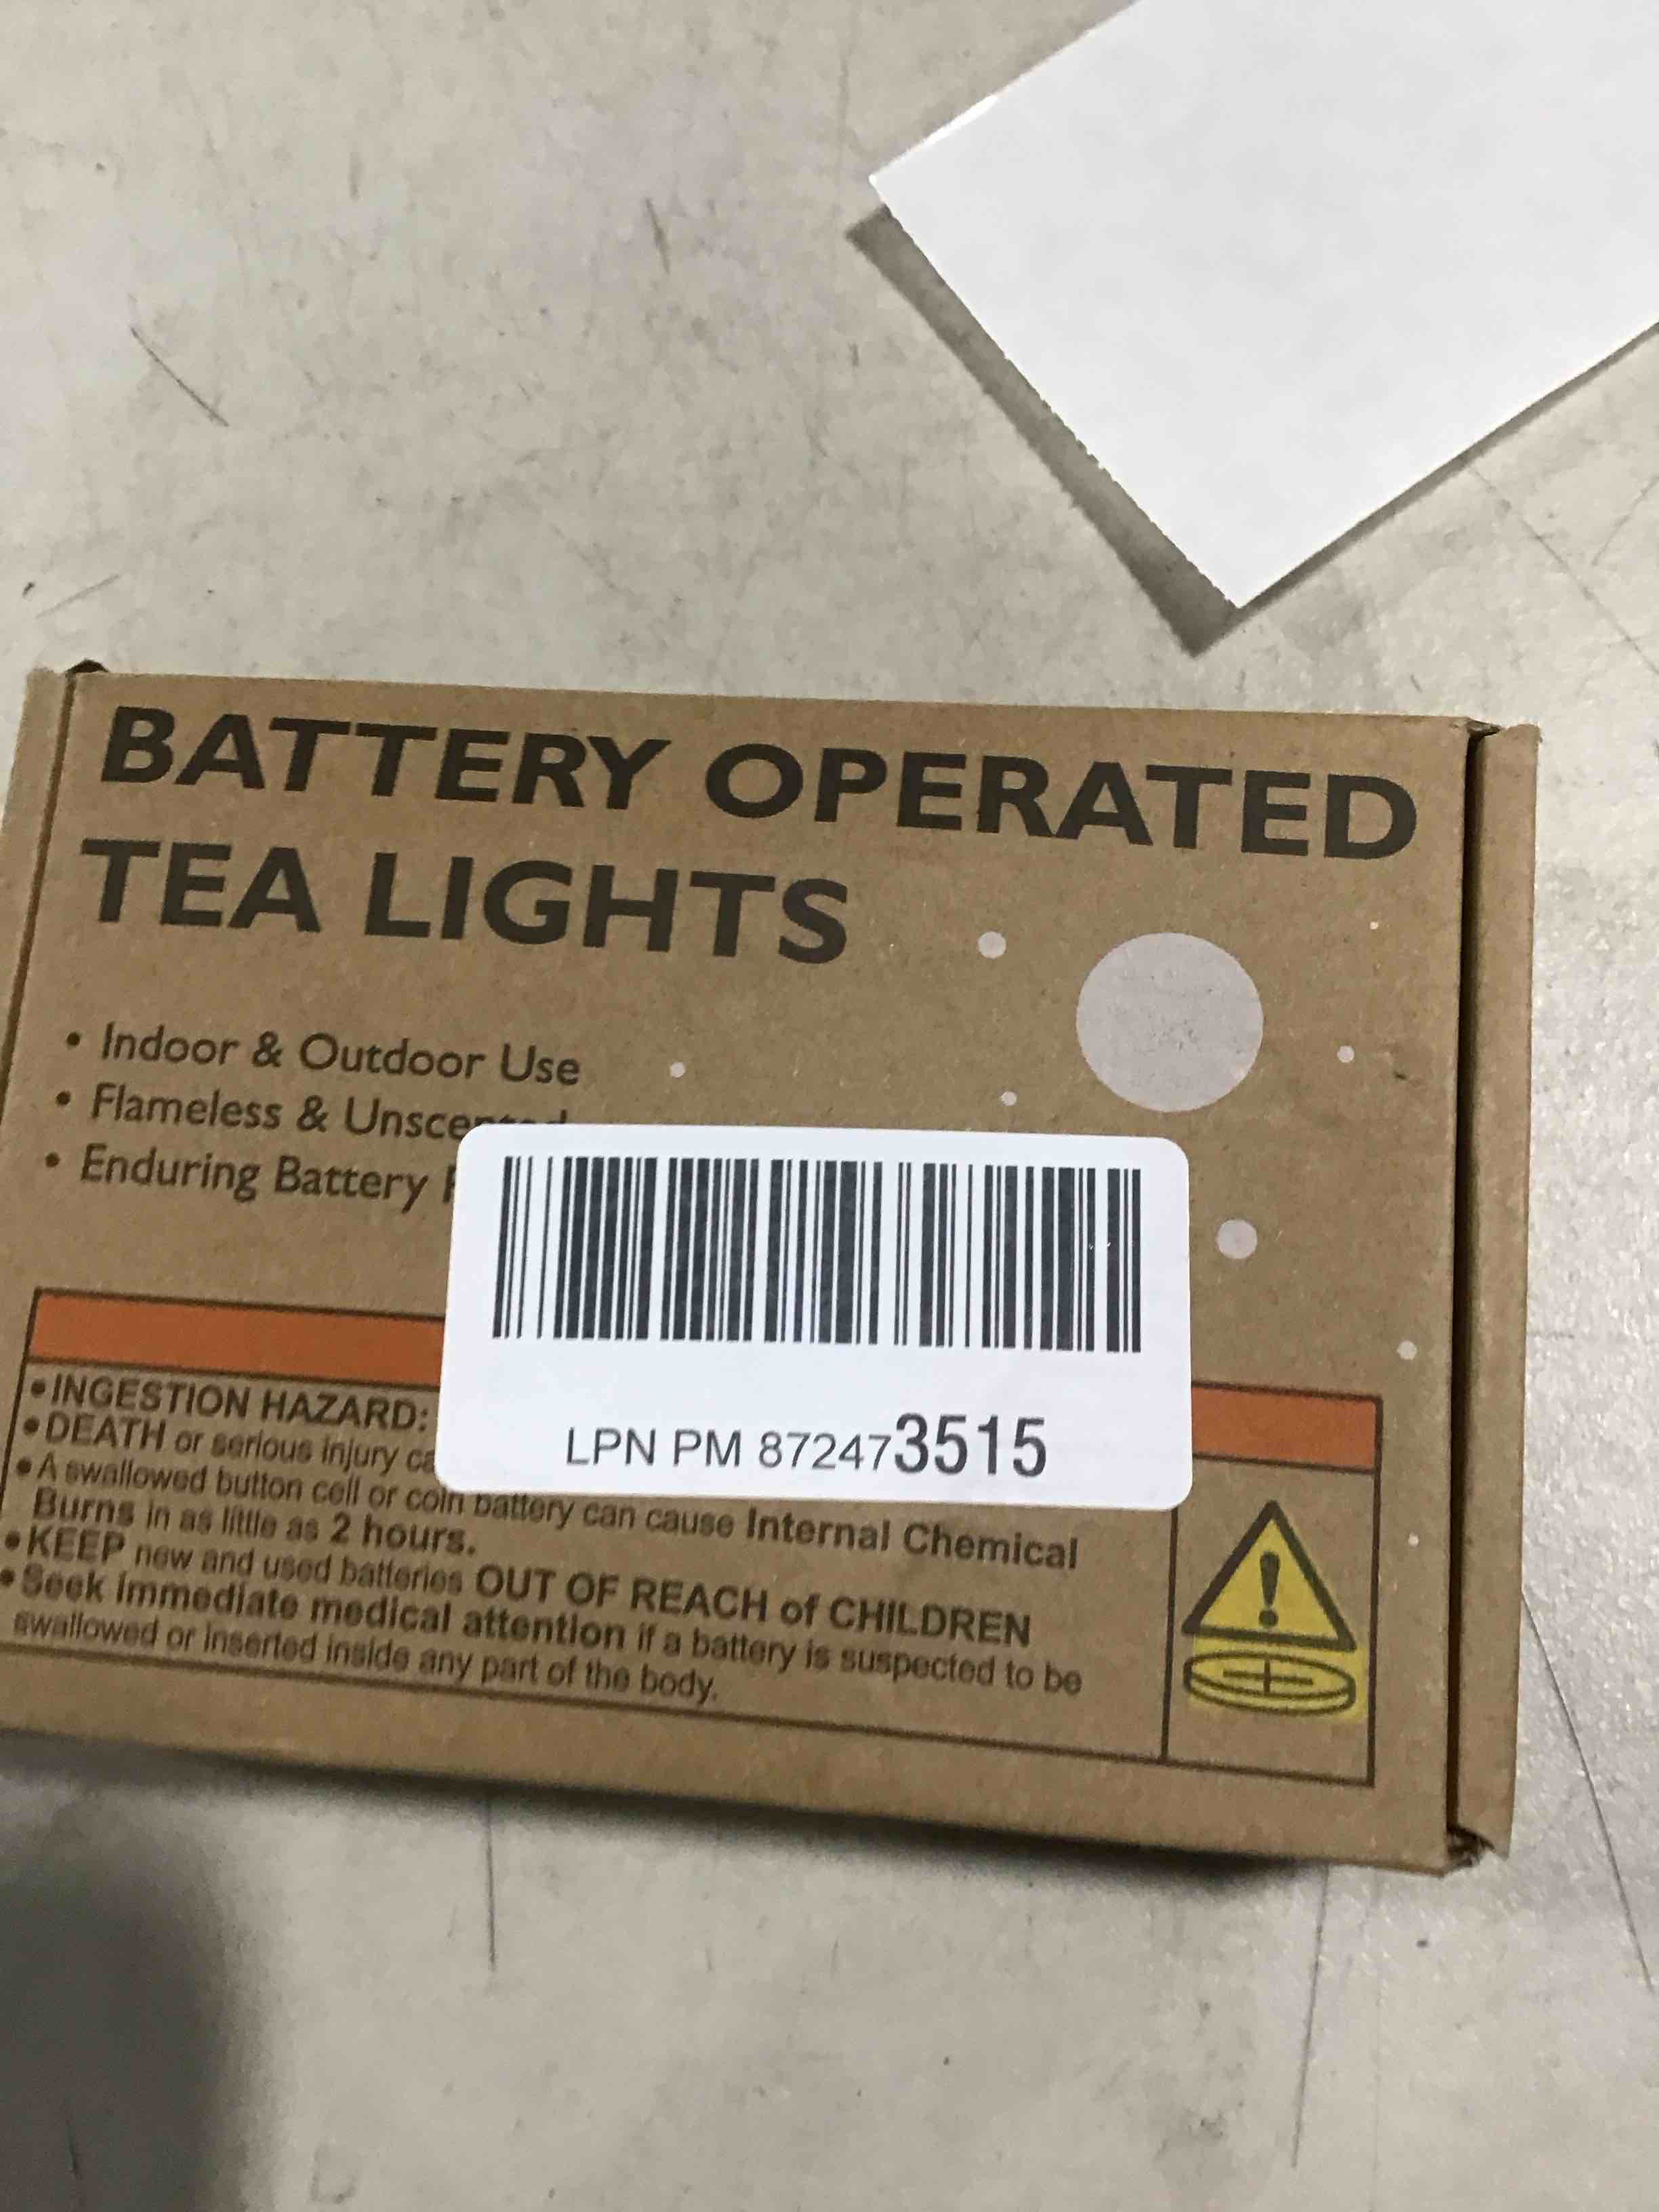 BATTERY OPERATED
TEA LIGHTS
• Indoor & Outdoor Use
• Flameless & Unscented
• Enduring Battery
LPN PM 872473515
•INGESTION HAZARD:
•DEATH or serious injury
•A swallowed button cell or coin battery can cause Internal Chemical
Burns in as little as 2 hours.
•KEEP new and used batteries OUT OF REACH of CHILDREN
•Seek immediate medical attention if a battery is suspected to be
swallowed or inserted inside any part of the body.